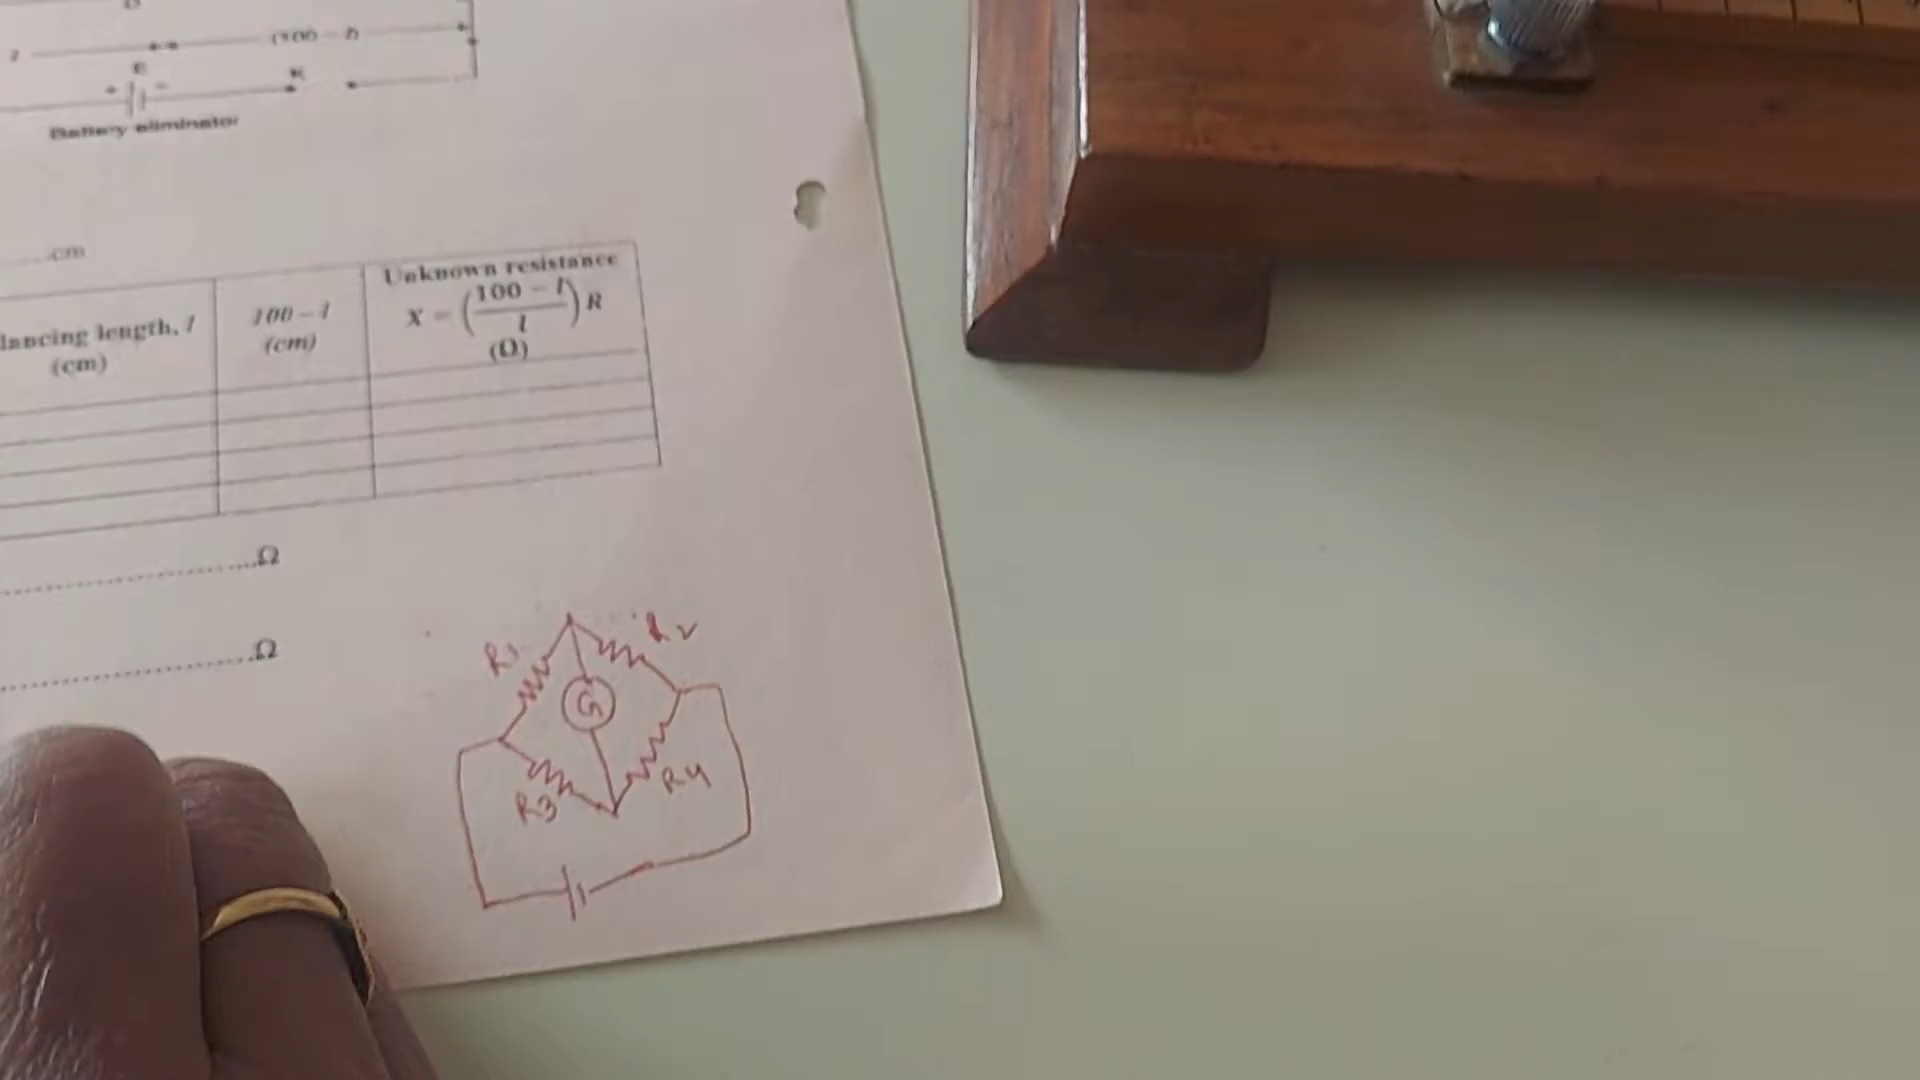 (100 - l)
E
K
+ -
Battery eliminator
cm
lancing length, l
(cm)
100 - l
(cm)
Unknown resistance
X = (100 - l / l) R
(Ω)
Ω
Ω
R1
R2
G
R3
R4